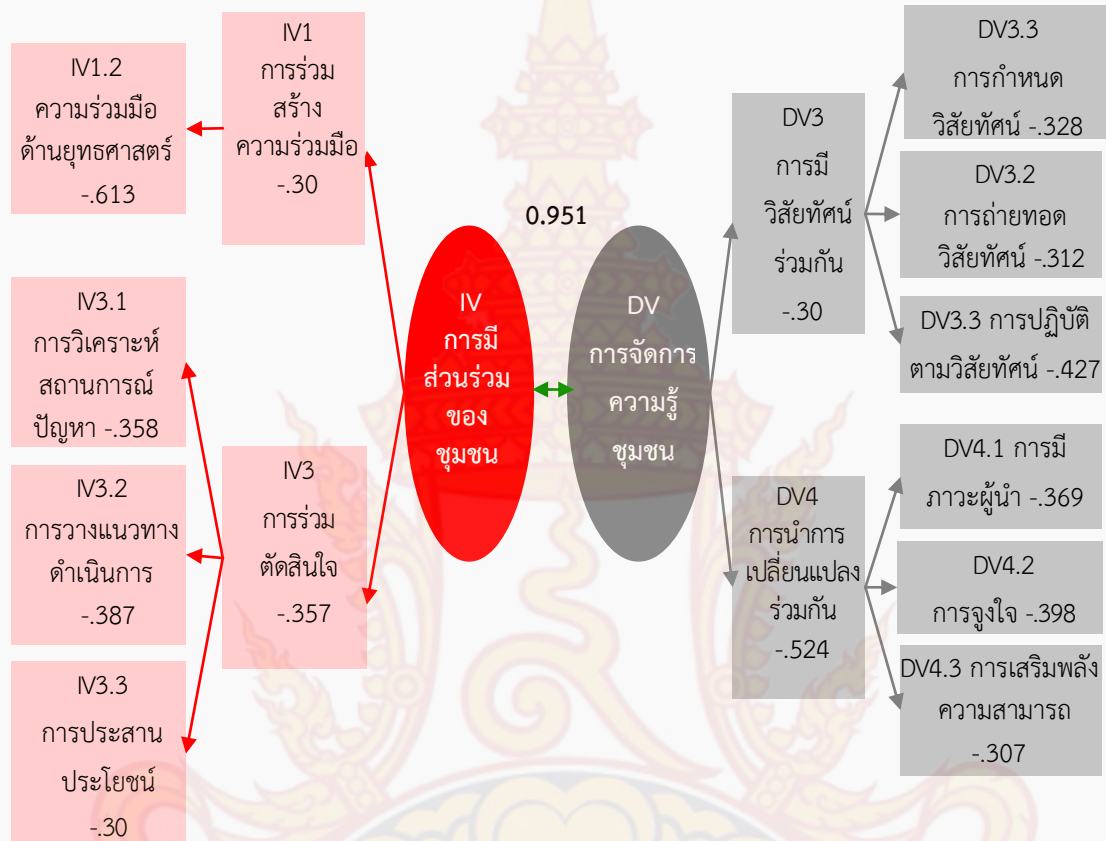 IV1.2
ความร่วมมือ
ด้านยุทธศาสตร์
-.613
IV1
การร่วม
สร้าง
ความร่วมมือ
-.30
IV3.1
การวิเคราะห์
สถานการณ์
ปัญหา -.358
IV3.2
การวางแนวทาง
ดำเนินการ
-.387
IV3.3
การประสาน
ประโยชน์
-.30
IV3
การร่วม
ตัดสินใจ
-.357
IV
การมี
ส่วนร่วม
ของ
ชุมชน
0.951
DV
การจัดการ
ความรู้
ชุมชน
DV3
การมี
วิสัยทัศน์
ร่วมกัน
-.30
DV4
การนำการ
เปลี่ยนแปลง
ร่วมกัน
-.524
DV3.3
การกำหนด
วิสัยทัศน์ -.328
DV3.2
การถ่ายทอด
วิสัยทัศน์ -.312
DV3.3 การปฏิบัติ
ตามวิสัยทัศน์ -.427
DV4.1 การมี
ภาวะผู้นำ -.369
DV4.2
การจูงใจ -.398
DV4.3 การเสริมพลัง
ความสามารถ
-.307